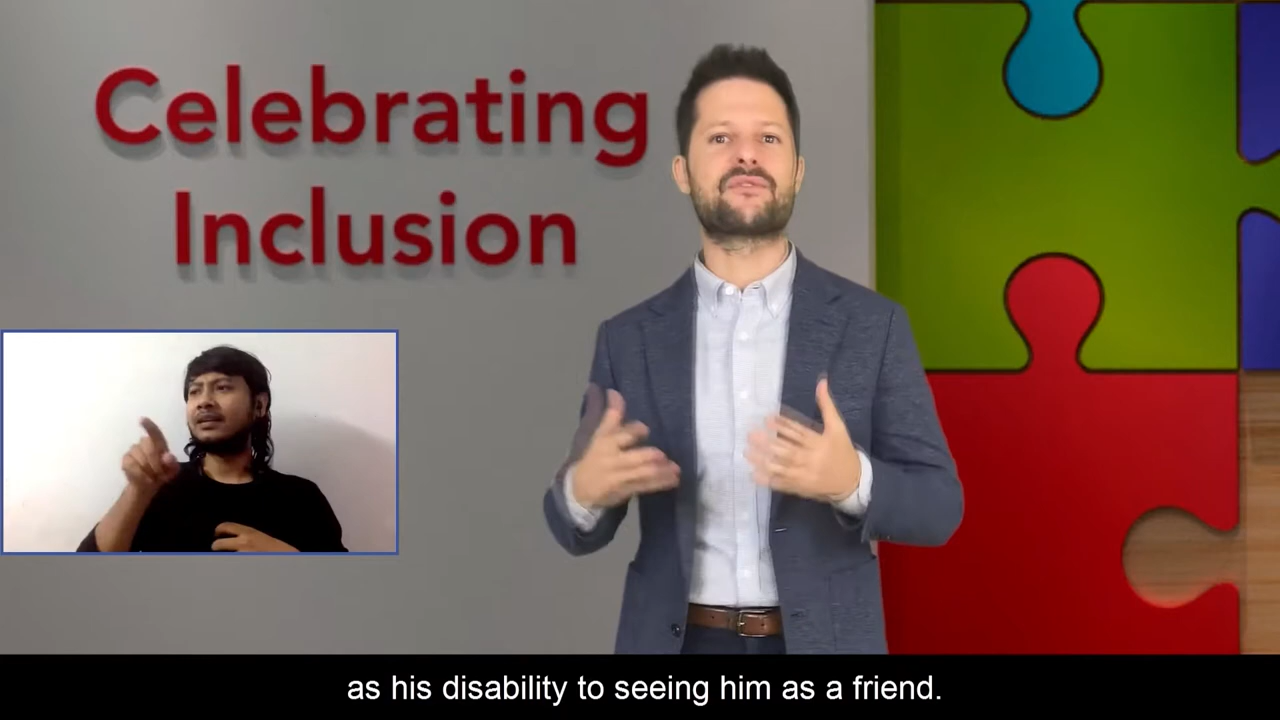 Celebrating
Inclusion
as his disability to seeing him as a friend.